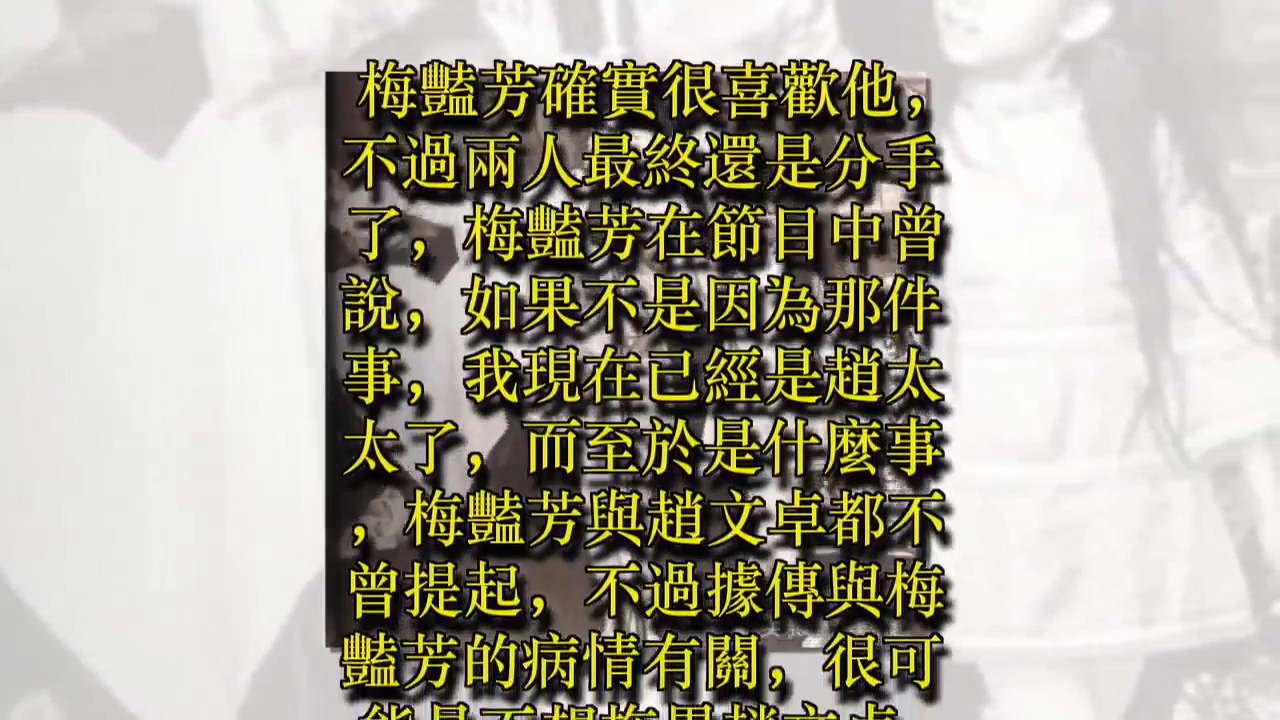 梅豔芳確實很喜歡他，
不過兩人最終還是分手
了，梅豔芳在節目中曾
說，如果不是因為那件
事，我現在已經是趙太
太了，而至於是什麼事
，梅豔芳與趙文卓都不
曾提起，不過據傳與梅
豔芳的病情有關，很可